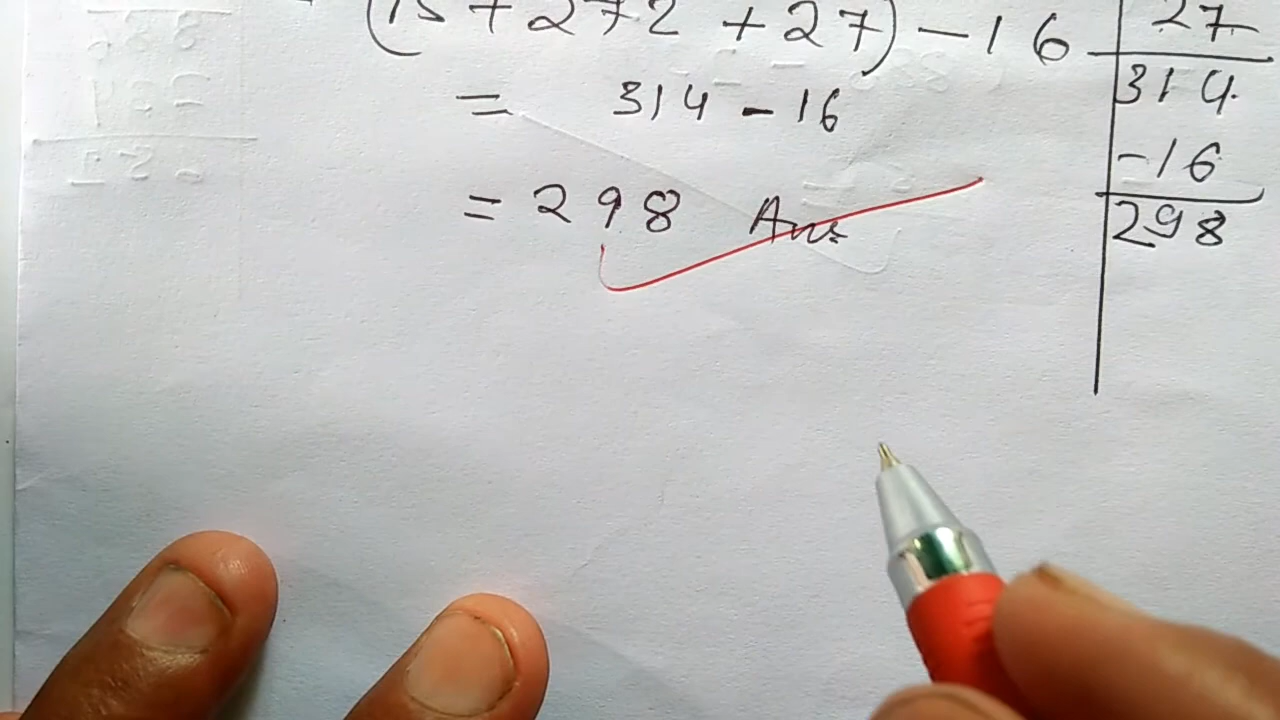 (15 + 272 + 27) - 16
= 314 - 16
= 298 Ans
27
314
-16
298